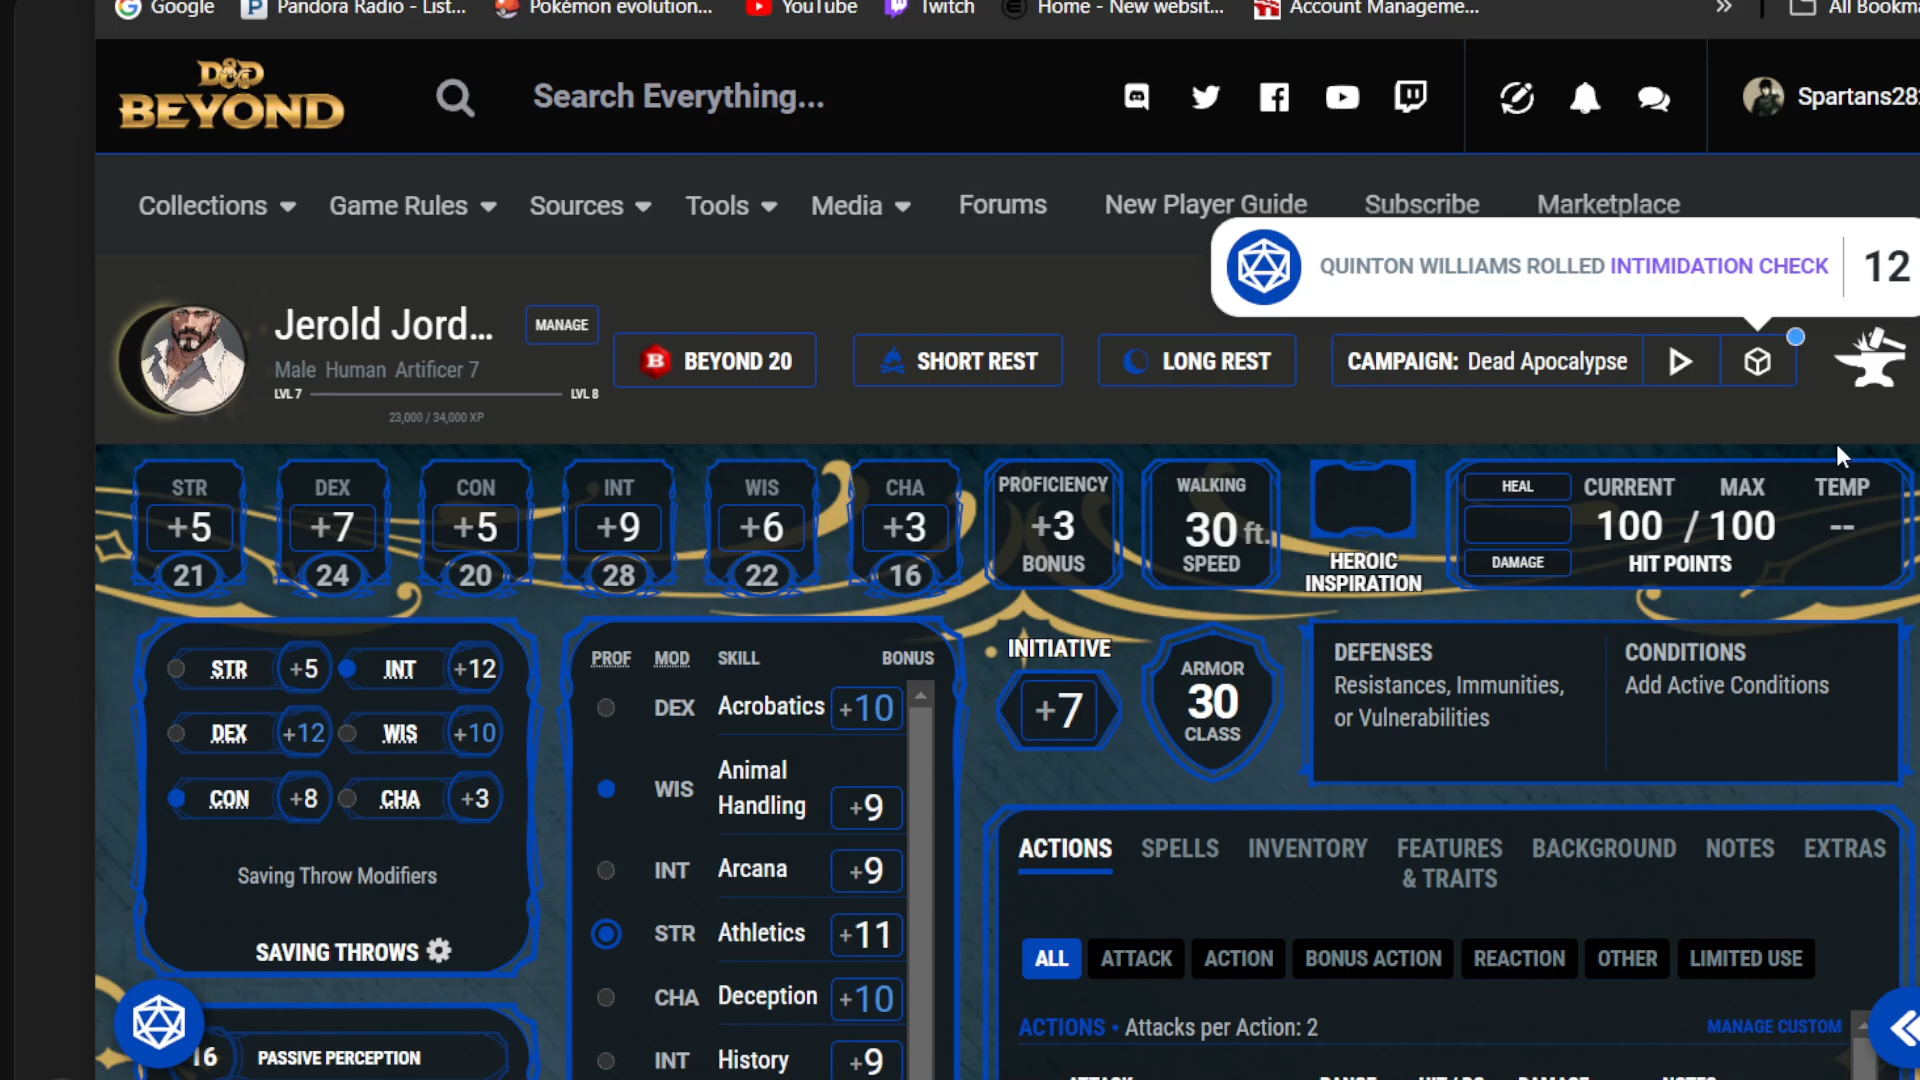 Google Pandora Radio - List... Pokémon evolution... YouTube Twitch Home - New websit... Account Manageme... » All Bookma
D&D
BEYOND
Search Everything...
Spartans28
Collections Game Rules Sources Tools Media Forums New Player Guide Subscribe Marketplace
QUINTON WILLIAMS ROLLED INTIMIDATION CHECK 12
Jerold Jord... MANAGE
Male Human Artificer 7
LVL 7 LVL 8
23,000 / 34,000 XP
B BEYOND 20 SHORT REST LONG REST CAMPAIGN: Dead Apocalypse
STR
+5
21
DEX
+7
24
CON
+5
20
INT
+9
28
WIS
+6
22
CHA
+3
16
PROFICIENCY
+3
BONUS
WALKING
30 ft.
SPEED
HEROIC
INSPIRATION
HEAL
DAMAGE
CURRENT MAX TEMP
100 / 100 --
HIT POINTS
STR +5 INT +12
DEX +12 WIS +10
CON +8 CHA +3
Saving Throw Modifiers
SAVING THROWS
16 PASSIVE PERCEPTION
PROF MOD SKILL BONUS
DEX Acrobatics +10
WIS Animal
Handling +9
INT Arcana +9
STR Athletics +11
CHA Deception +10
INT History +9
INITIATIVE
+7
ARMOR
30
CLASS
DEFENSES
Resistances, Immunities,
or Vulnerabilities
CONDITIONS
Add Active Conditions
ACTIONS SPELLS INVENTORY FEATURES
& TRAITS BACKGROUND NOTES EXTRAS
ALL ATTACK ACTION BONUS ACTION REACTION OTHER LIMITED USE
ACTIONS • Attacks per Action: 2 MANAGE CUSTOM
ATTACK RANGE HIT / DC DAMAGE NOTES